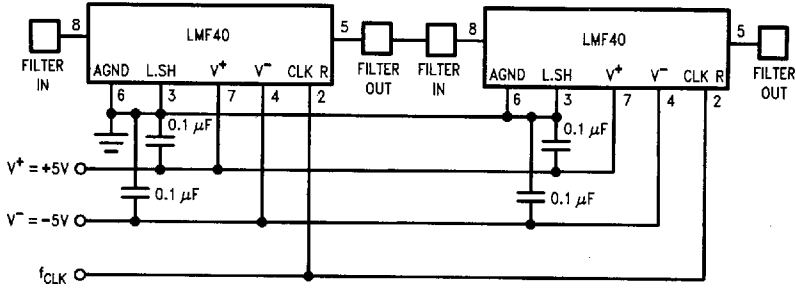 8
LMF40
5
8
LMF40
5
FILTER IN
FILTER OUT
FILTER IN
FILTER OUT
AGND L.SH V+ V− CLK R
6 3 7 4 2
AGND L.SH V+ V− CLK R
6 3 7 4 2
0.1 μF
0.1 μF
V+ = +5V
0.1 μF
0.1 μF
V− = −5V
fCLK